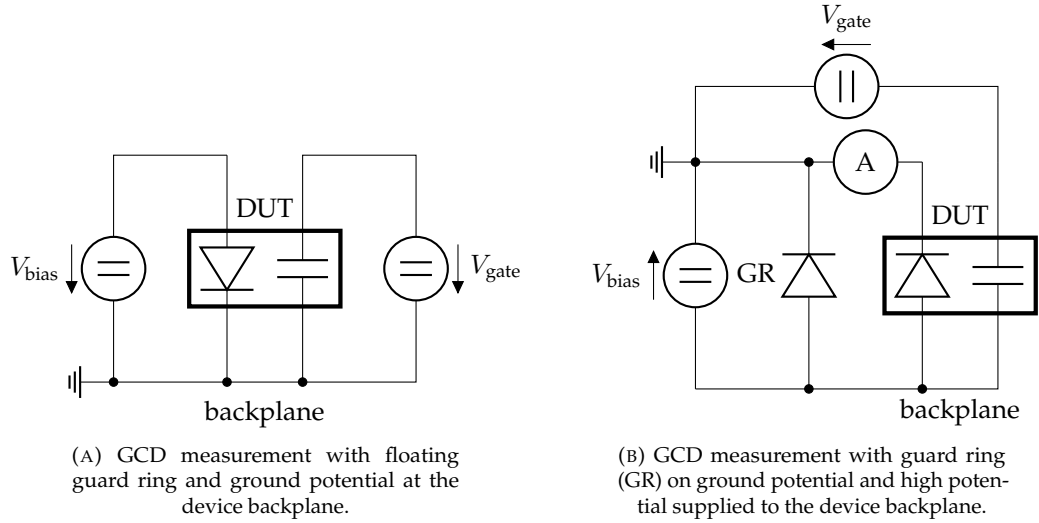 DUT
V_bias
V_gate
backplane
(A) GCD measurement with floating
guard ring and ground potential at the
device backplane.
V_gate
A
DUT
V_bias
GR
backplane
(B) GCD measurement with guard ring
(GR) on ground potential and high poten-
tial supplied to the device backplane.